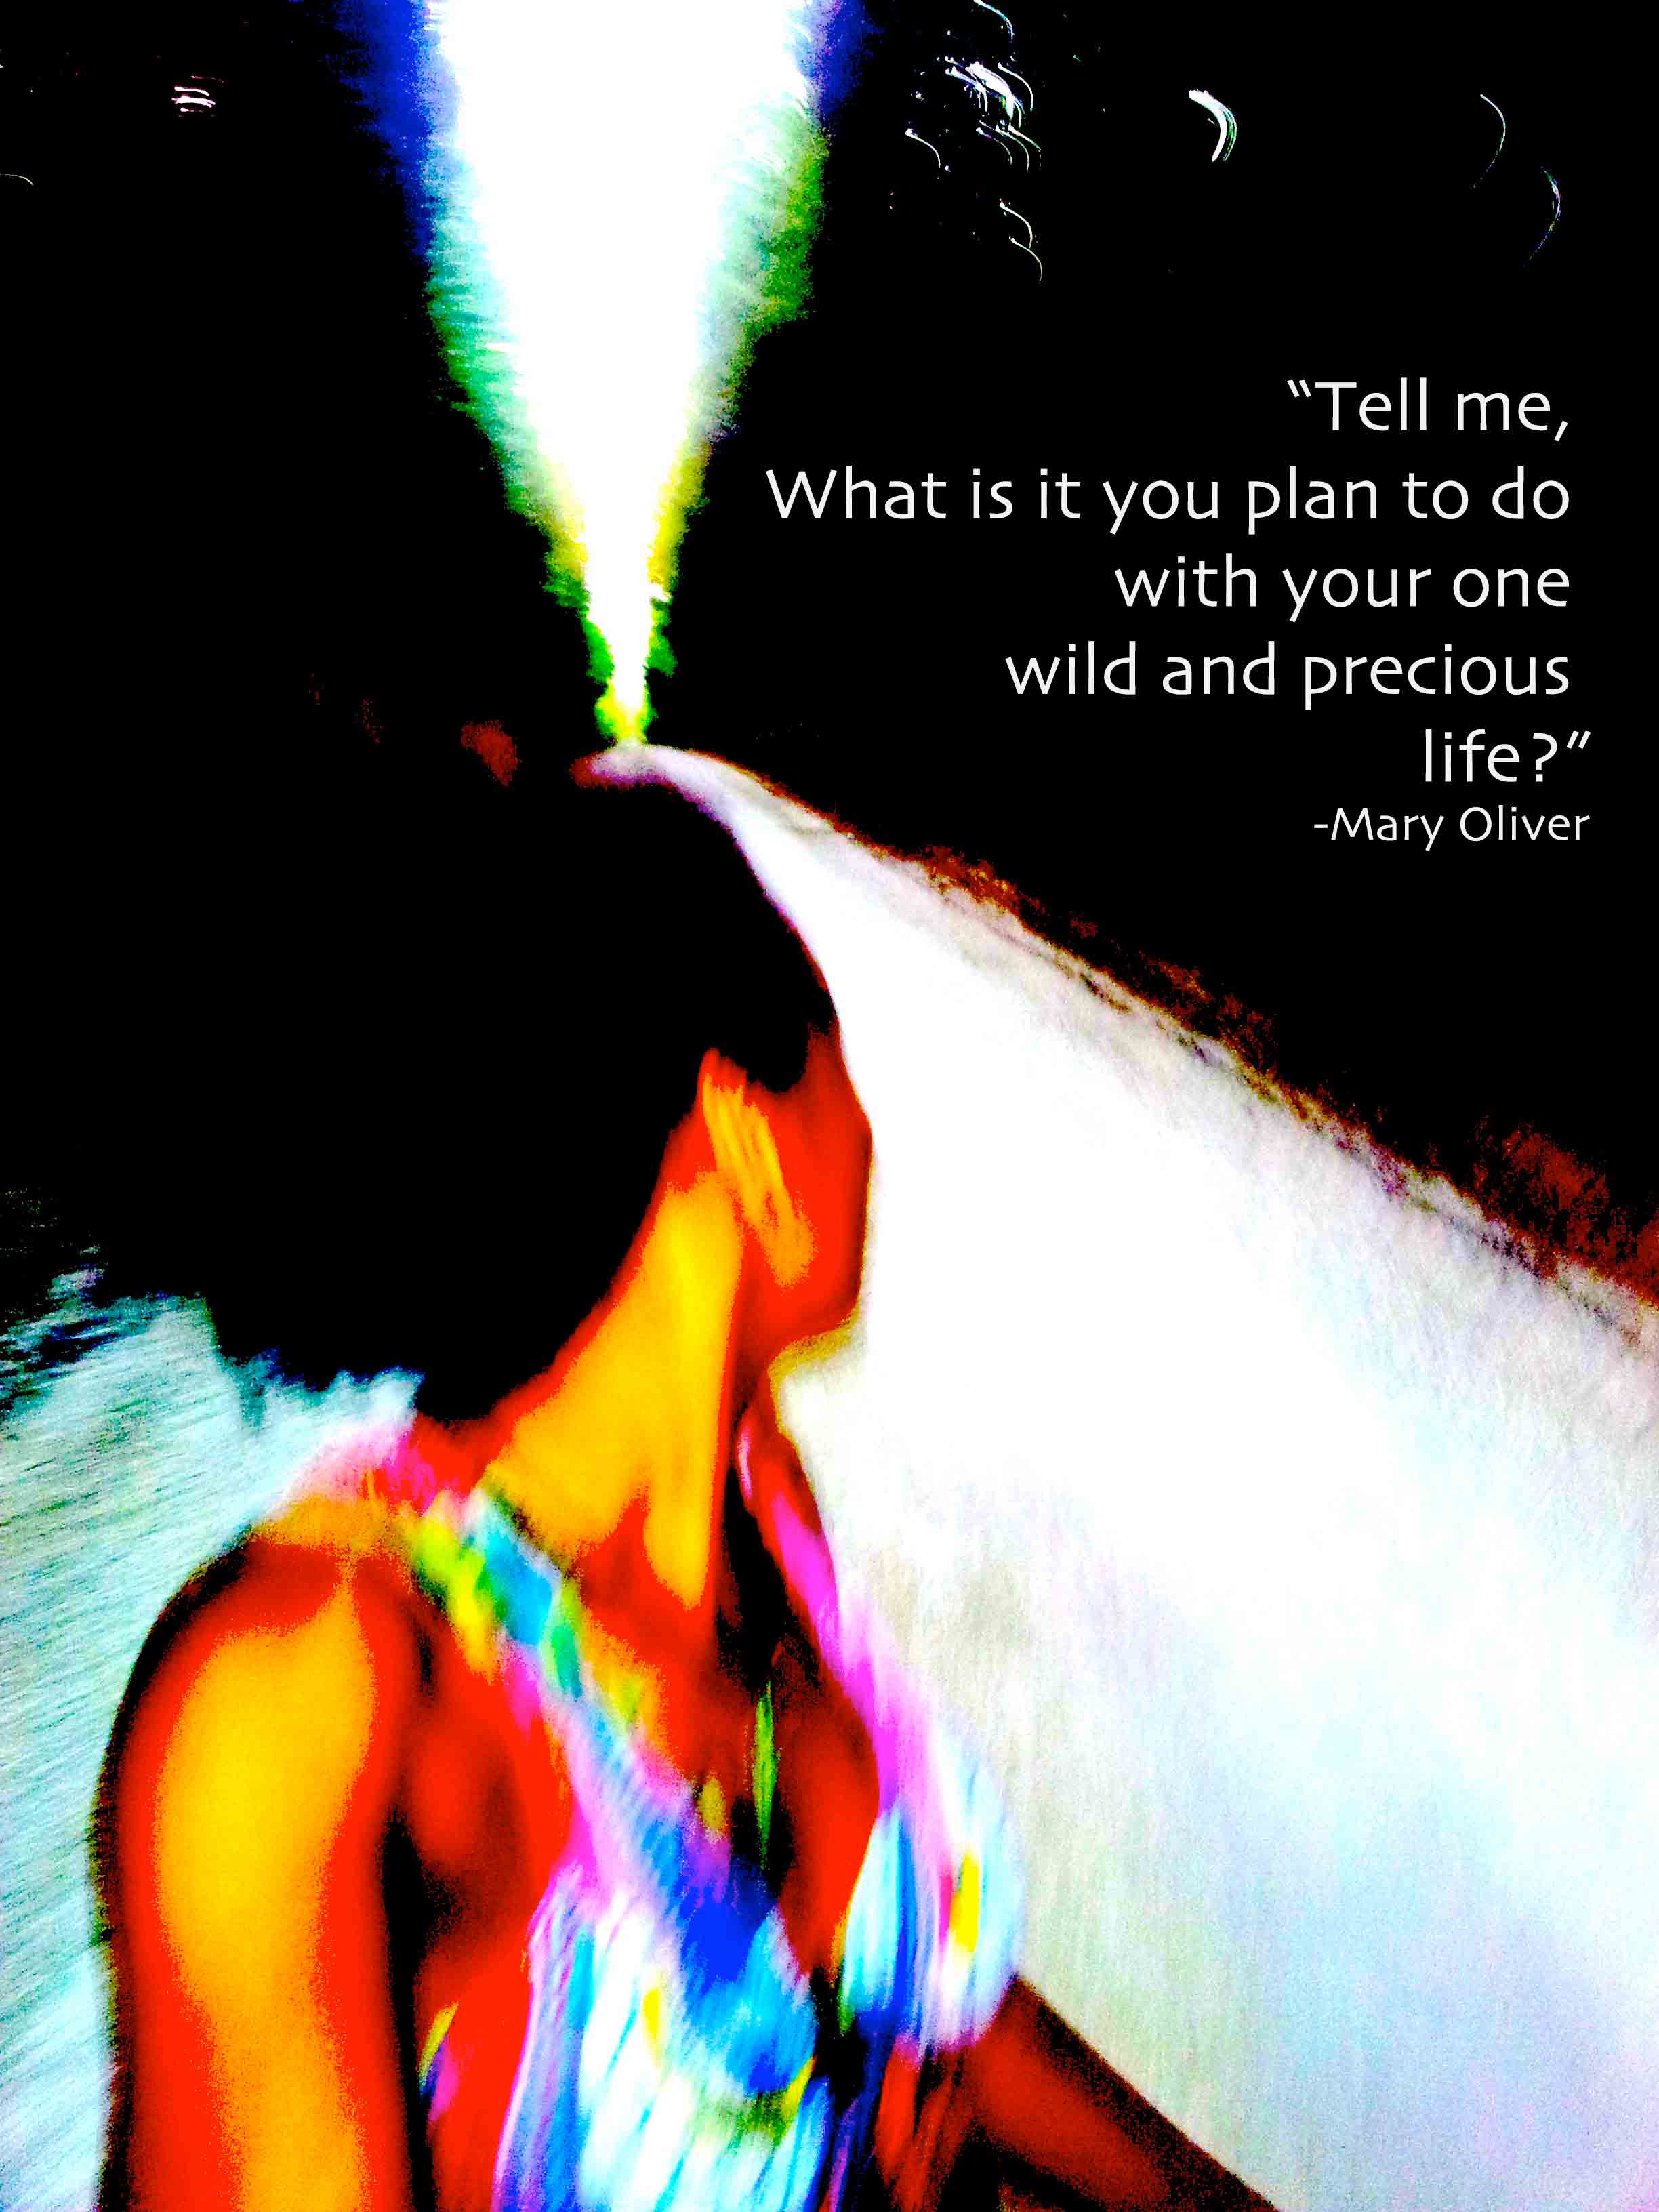 “Tell me,
What is it you plan to do
with your one
wild and precious
life?”
-Mary Oliver